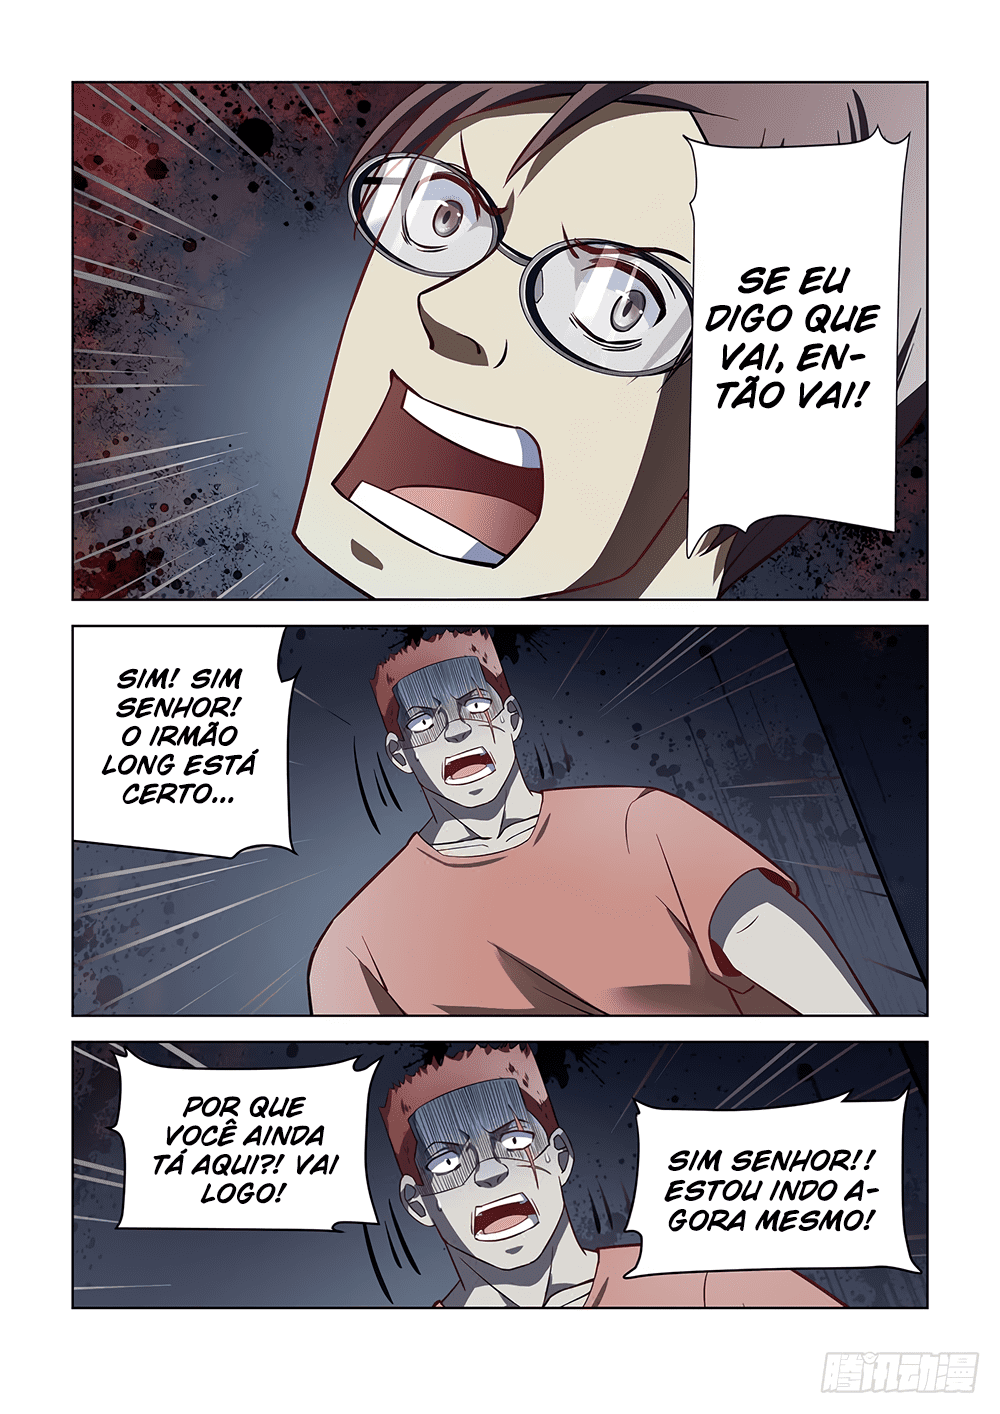 SE EU
DIGO QUE
VAI, EN-
TÃO VAI!
SIM! SIM
SENHOR!
O IRMÃO
LONG ESTÁ
CERTO...
POR QUE
VOCÊ AINDA
TÁ AQUI?! VAI
LOGO!
SIM SENHOR!!
ESTOU INDO A-
GORA MESMO!
腾讯动漫